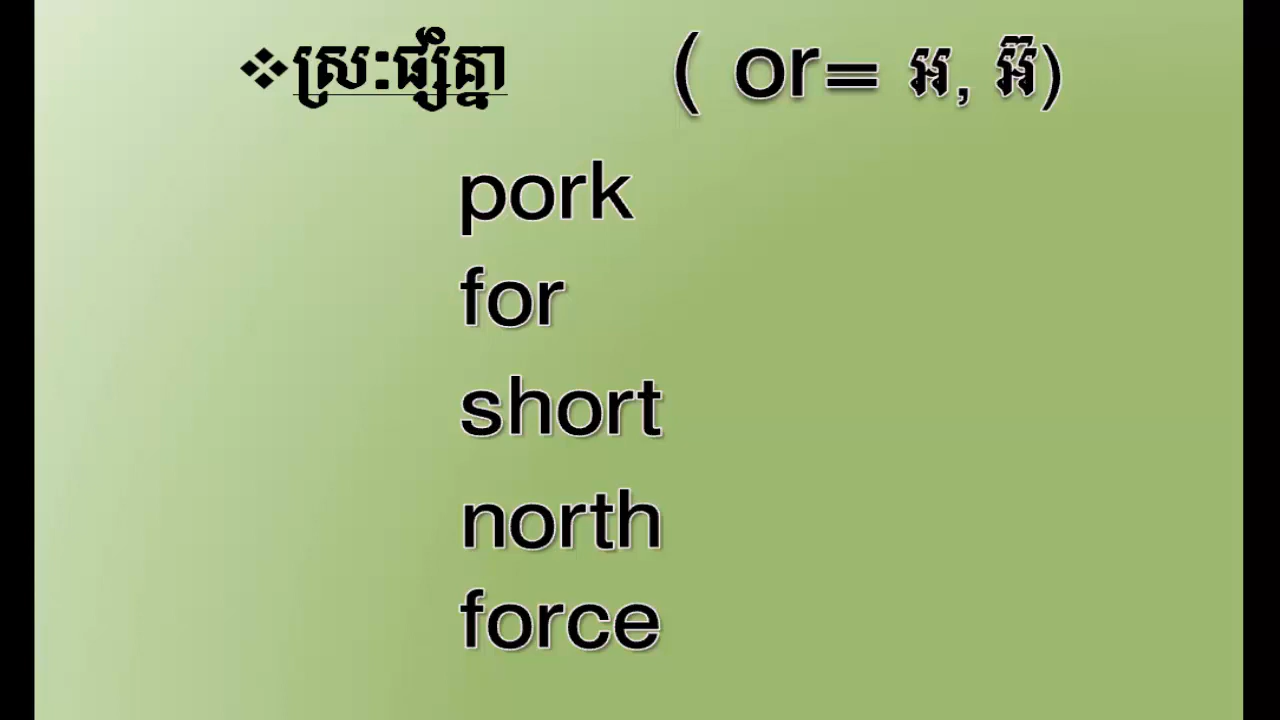 ❖ស្រៈផ្សំគ្នា ( or= អ, អ៊)
pork
for
short
north
force